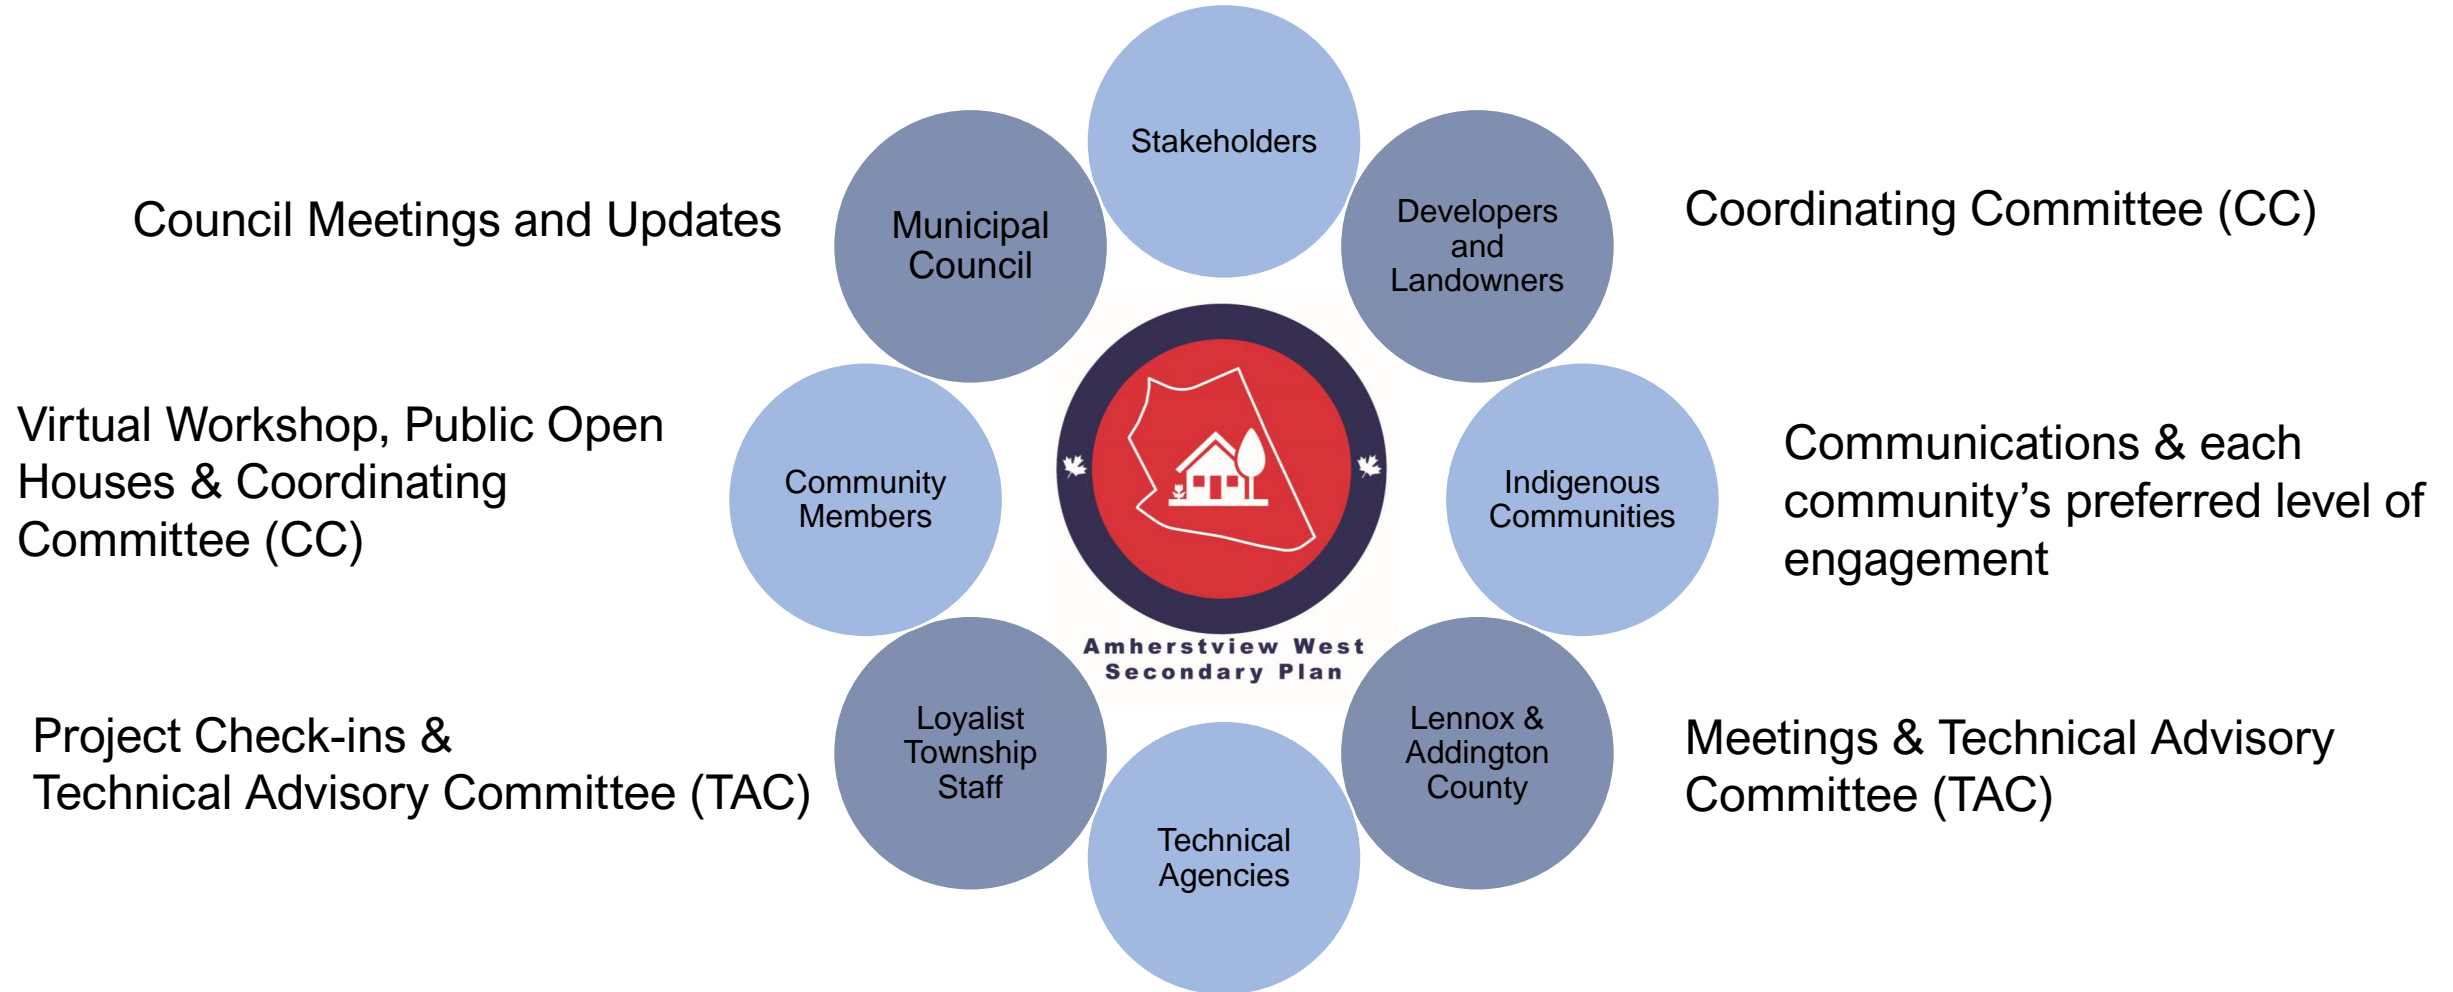 Stakeholders
Council Meetings and Updates
Municipal
Council
Developers
and
Landowners
Coordinating Committee (CC)
Virtual Workshop, Public Open
Houses & Coordinating
Committee (CC)
Community
Members
Indigenous
Communities
Communications & each
community’s preferred level of
engagement
Amherstview West
Secondary Plan
Project Check-ins &
Technical Advisory Committee (TAC)
Loyalist
Township
Staff
Lennox &
Addington
County
Meetings & Technical Advisory
Committee (TAC)
Technical
Agencies